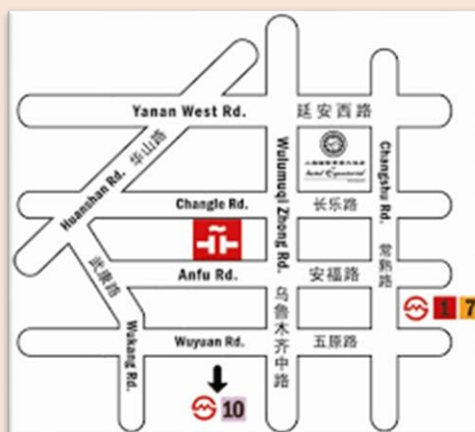 Yanan West Rd. 延安西路
Huanshan Rd. 华山路
Wulumuqi Zhong Rd. 乌鲁木齐中路
Changshu Rd. 常熟路
Changle Rd. 长乐路
Anfu Rd. 安福路
武康路
Wukang Rd.
1 7
Wuyuan Rd. 五原路
10